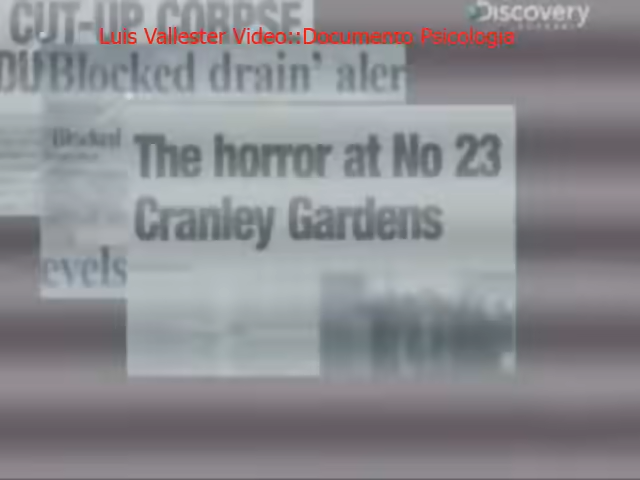 CUT-UP CORPSE
Discovery
Luis Vallester Video::Documento Psicologia
Blocked drain' aler
Blocked
The horror at No 23
Cranley Gardens
evels